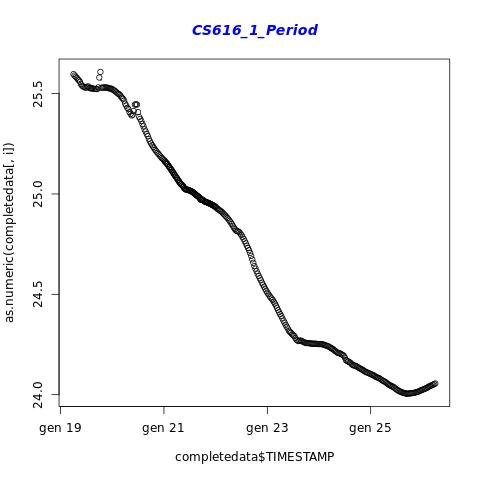 CS616_1_Period
as.numeric(completedata[, i])
25.5
25.0
24.5
24.0
gen 19
gen 21
gen 23
gen 25
completedata$TIMESTAMP